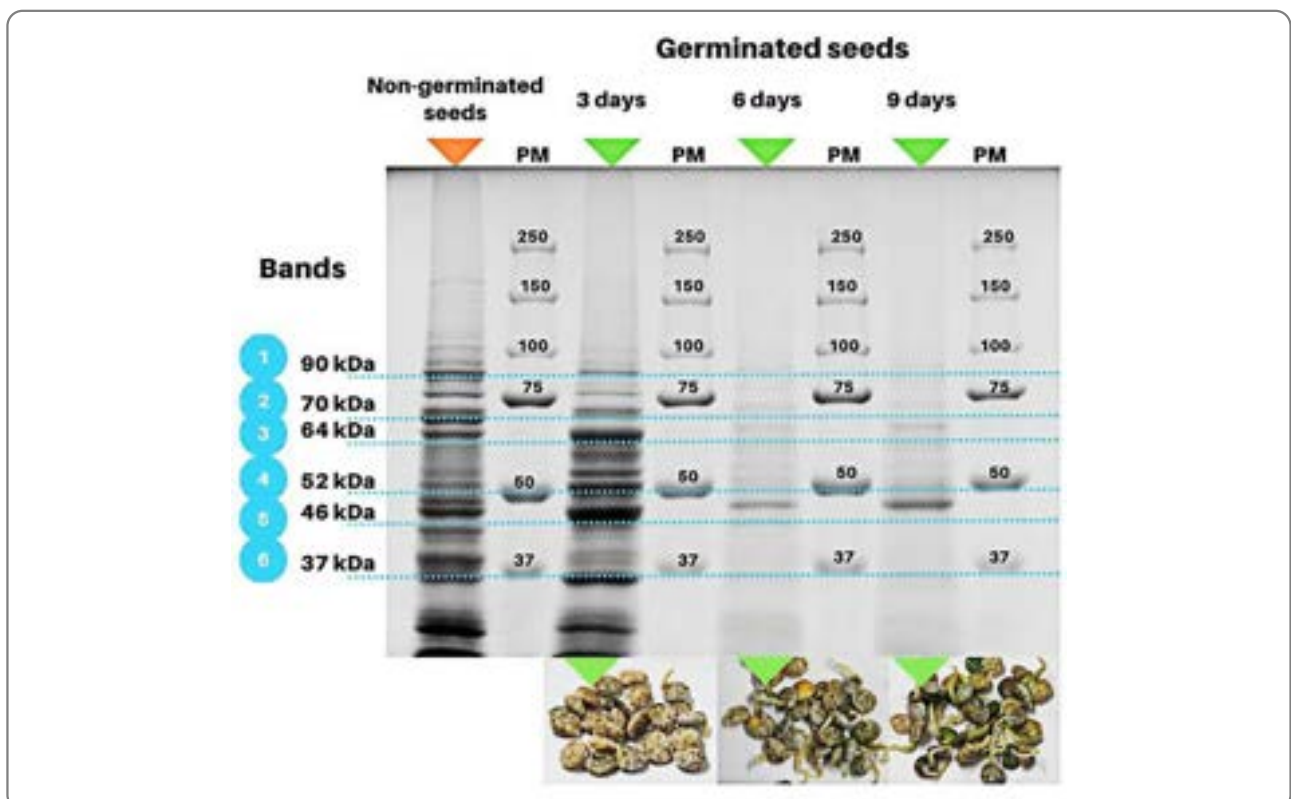 Germinated seeds
Non-germinated
seeds
3 days
6 days
9 days
PM
PM
PM
PM
Bands
250
250
250
250
150
150
150
150
100
100
100
100
75
75
75
75
50
50
50
50
37
37
37
37
1
90 kDa
2
70 kDa
3
64 kDa
4
52 kDa
5
46 kDa
6
37 kDa